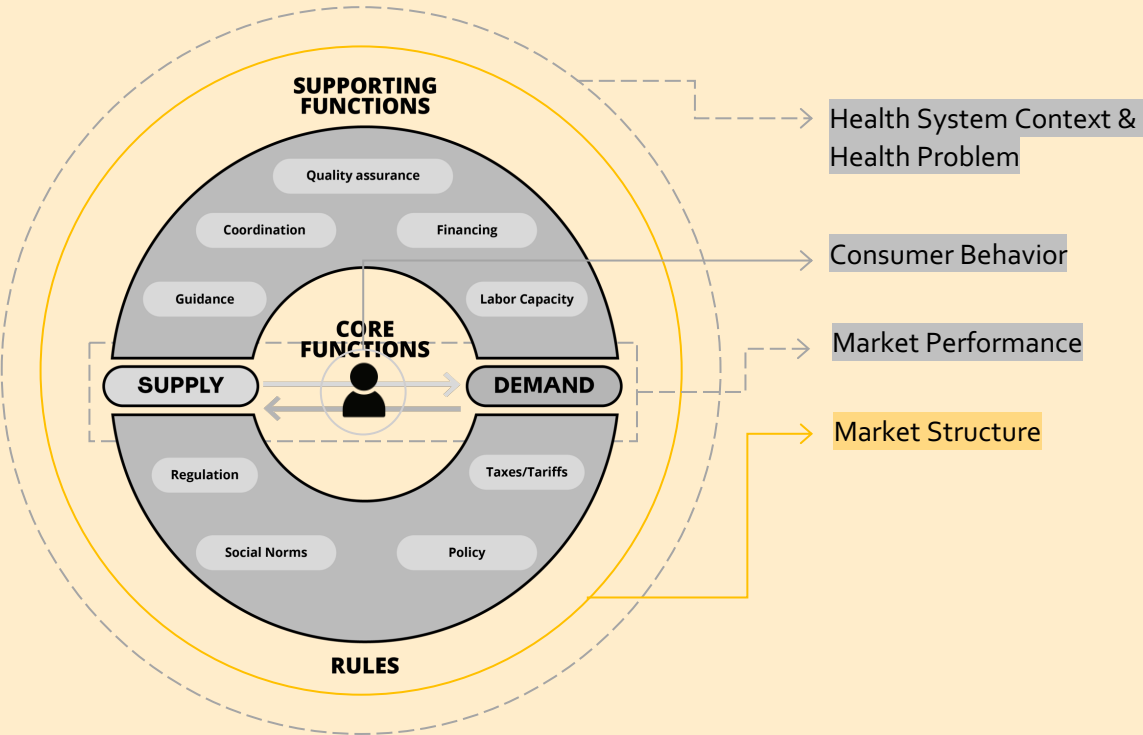 SUPPORTING
FUNCTIONS
Quality assurance
Coordination
Financing
Guidance
Labor Capacity
CORE
FUNCTIONS
SUPPLY
DEMAND
Regulation
Taxes/Tariffs
Social Norms
Policy
RULES
Health System Context &
Health Problem
Consumer Behavior
Market Performance
Market Structure